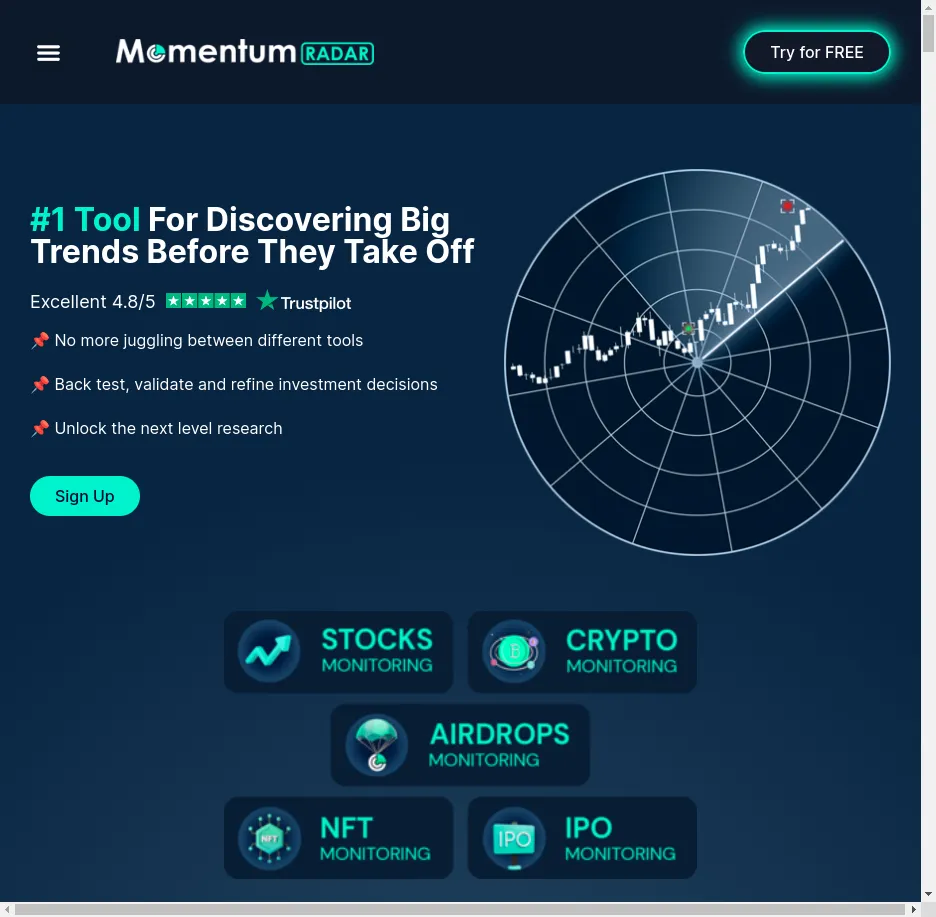 Momentum RADAR
Try for FREE
#1 Tool For Discovering Big
Trends Before They Take Off
Excellent 4.8/5
Trustpilot
No more juggling between different tools
Back test, validate and refine investment decisions
Unlock the next level research
Sign Up
STOCKS
MONITORING
CRYPTO
MONITORING
AIRDROPS
MONITORING
NFT
NFT
MONITORING
IPO
IPO
MONITORING